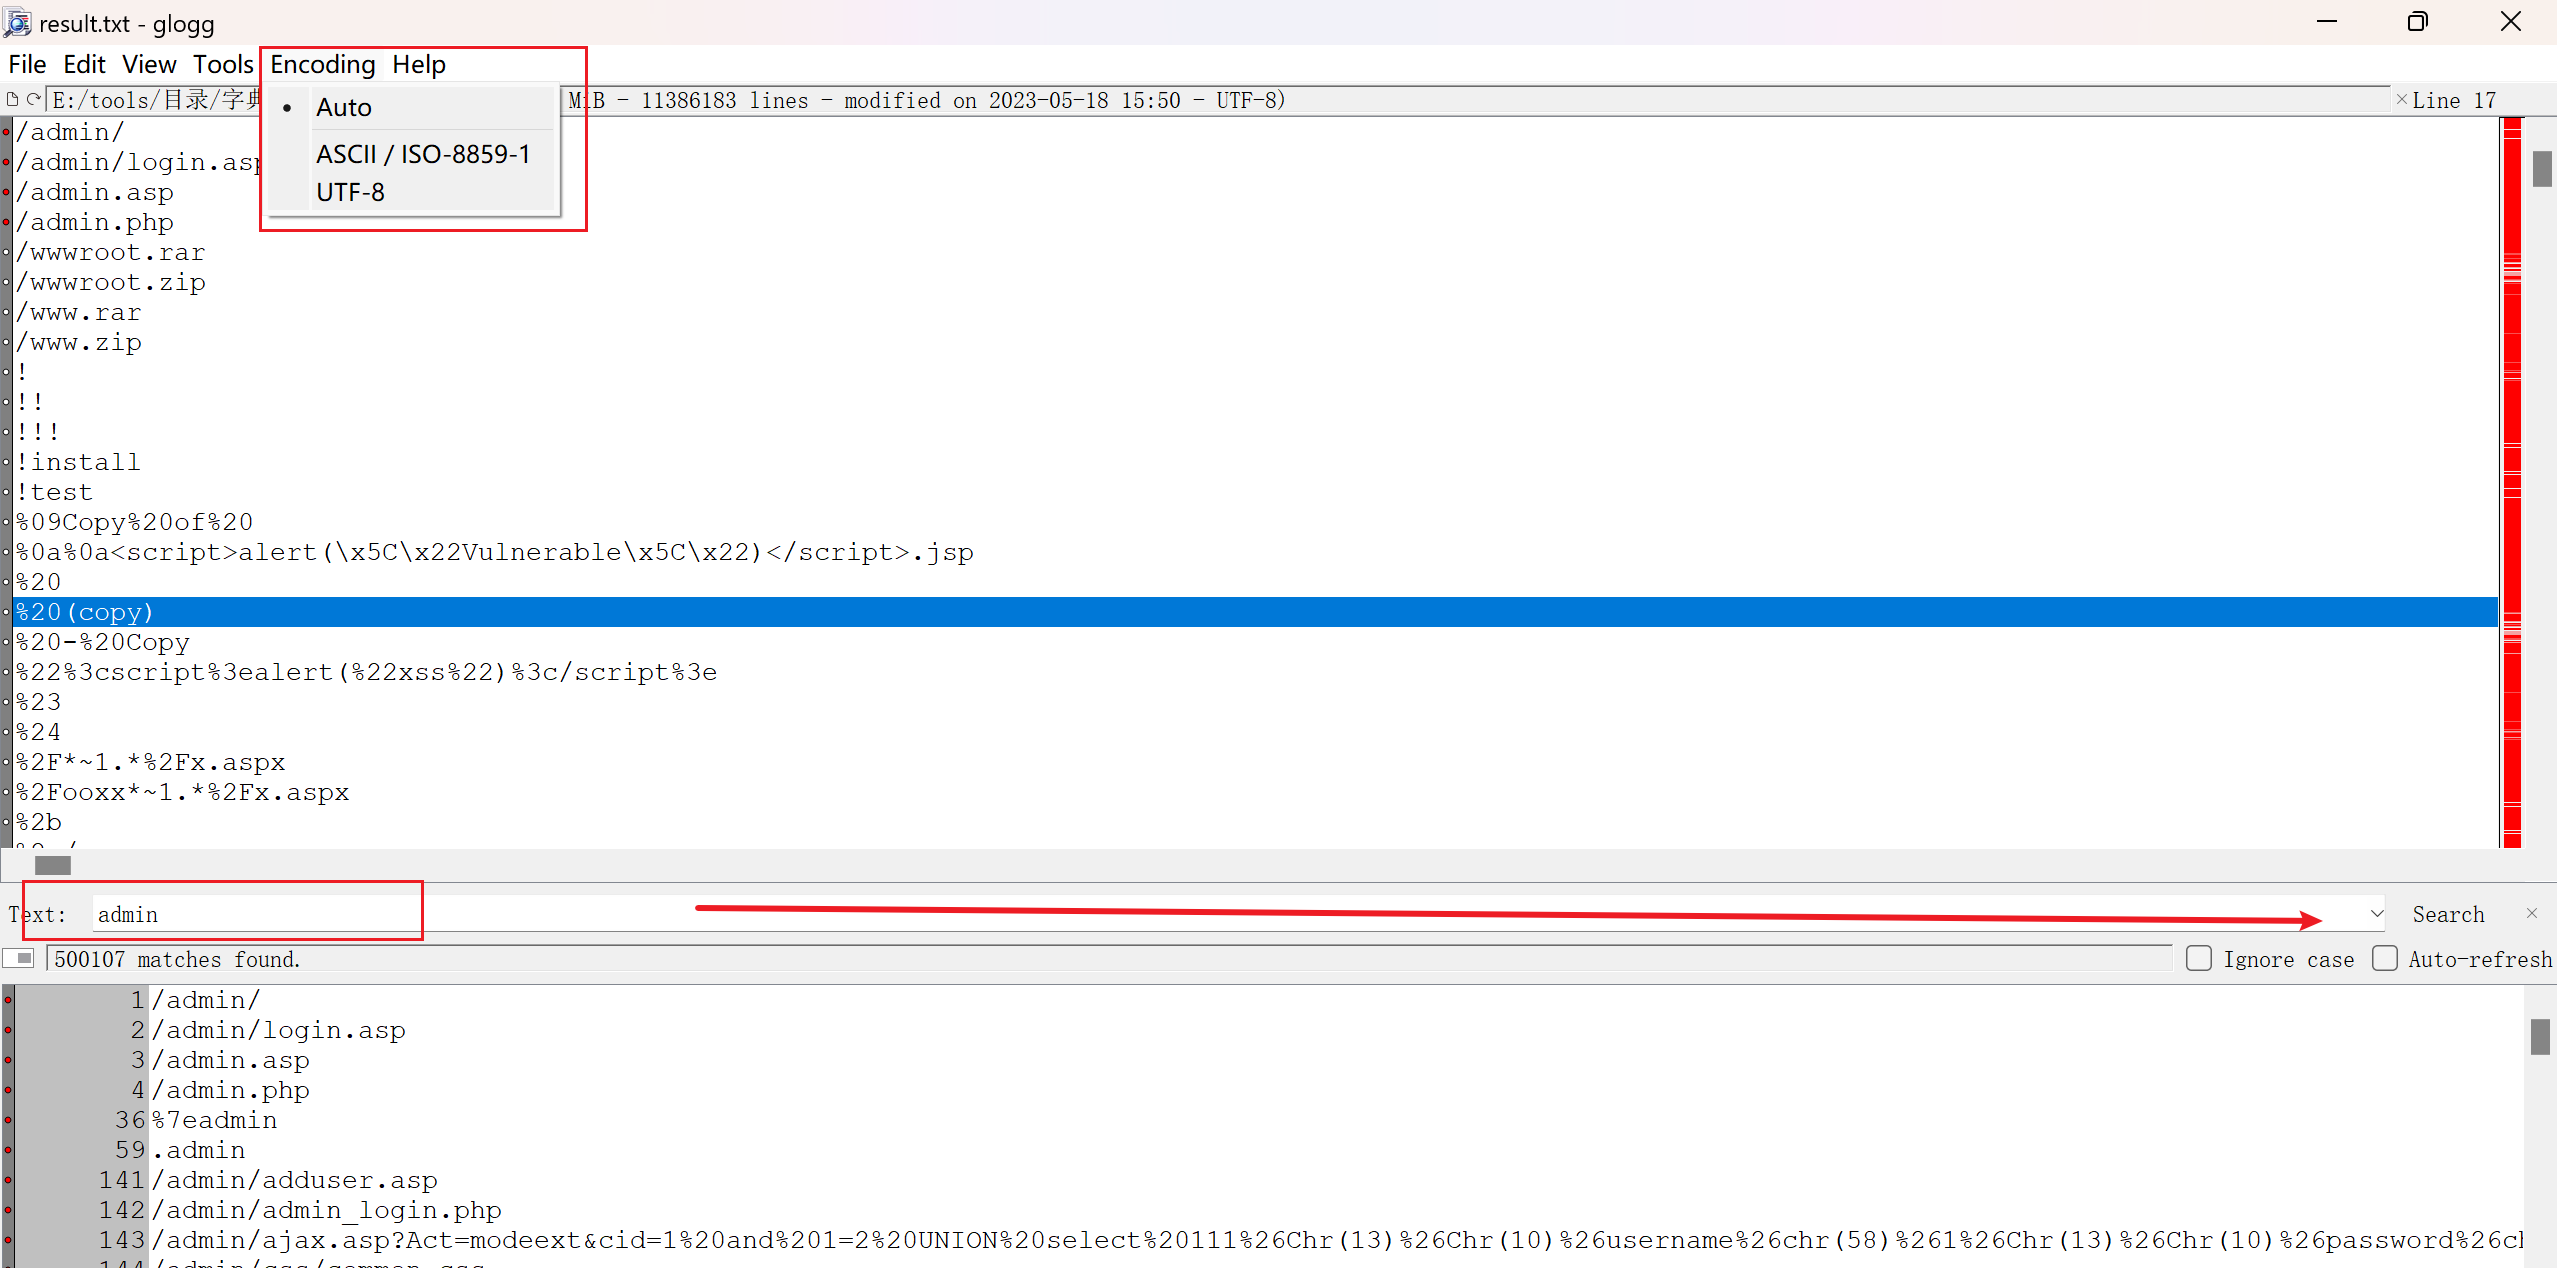 result.txt - glogg
File Edit View Tools Encoding Help
E:/tools/目录/字典 MiB - 11386183 lines - modified on 2023-05-18 15:50 - UTF-8) Line 17
Auto
ASCII / ISO-8859-1
UTF-8
/admin/
/admin/login.asp
/admin.asp
/admin.php
/wwwroot.rar
/wwwroot.zip
/www.rar
/www.zip
!
!!
!!!
!install
!test
%09Copy%20of%20
%0a%0a<script>alert(\x5C\x22Vulnerable\x5C\x22)</script>.jsp
%20
%20(copy)
%20-%20Copy
%22%3cscript%3ealert(%22xss%22)%3c/script%3e
%23
%24
%2F*~1.*%2Fx.aspx
%2Fooxx*~1.*%2Fx.aspx
%2b
Text: admin Search
500107 matches found. Ignore case Auto-refresh
1 /admin/
2 /admin/login.asp
3 /admin.asp
4 /admin.php
36 %7eadmin
59 .admin
141 /admin/adduser.asp
142 /admin/admin_login.php
143 /admin/ajax.asp?Act=modeext&cid=1%20and%201=2%20UNION%20select%20111%26Chr(13)%26Chr(10)%26username%26chr(58)%261%26Chr(13)%26Chr(10)%26password%26c